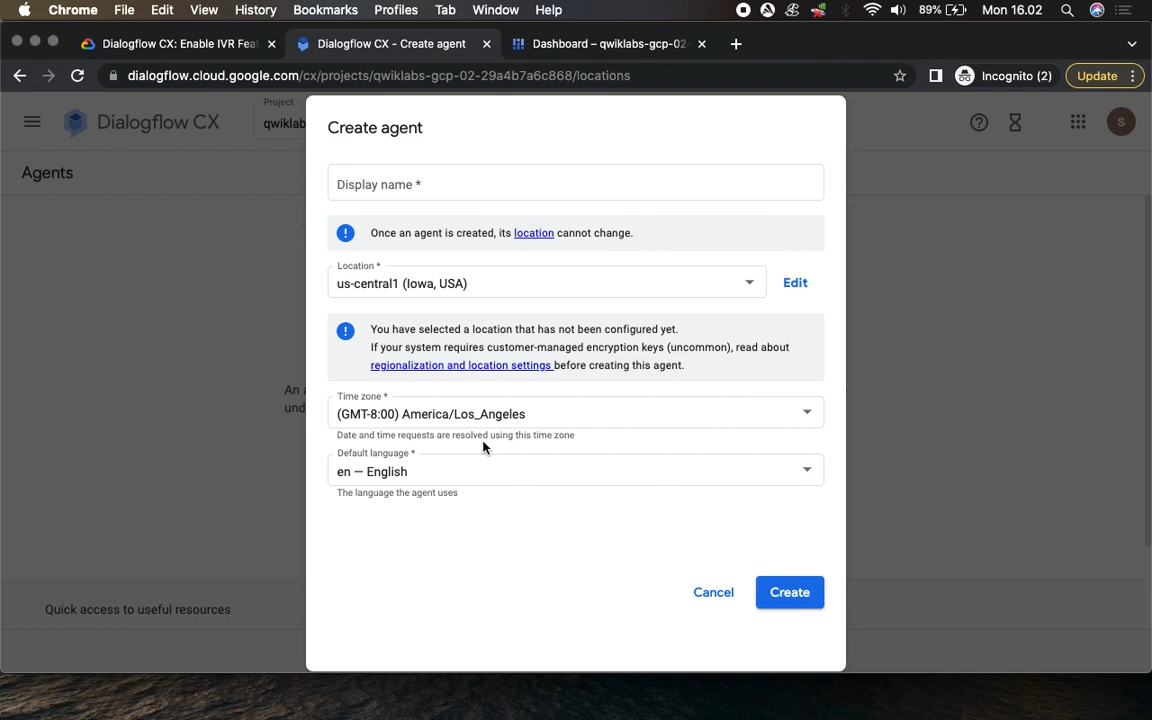 Chrome File Edit View History Bookmarks Profiles Tab Window Help 89% Mon 16.02
Dialogflow CX: Enable IVR Fea Dialogflow CX - Create agent Dashboard – qwiklabs-gcp-02
dialogflow.cloud.google.com/cx/projects/qwiklabs-gcp-02-29a4b7a6c868/locations Incognito (2) Update
Dialogflow CX
Project
qwiklab
S
Agents
Create agent
Display name *
Once an agent is created, its location cannot change.
Location *
us-central1 (Iowa, USA) Edit
You have selected a location that has not been configured yet.
If your system requires customer-managed encryption keys (uncommon), read about
regionalization and location settings before creating this agent.
An a
und
Time zone *
(GMT-8:00) America/Los_Angeles
Date and time requests are resolved using this time zone
Default language *
en — English
The language the agent uses
Cancel Create
Quick access to useful resources